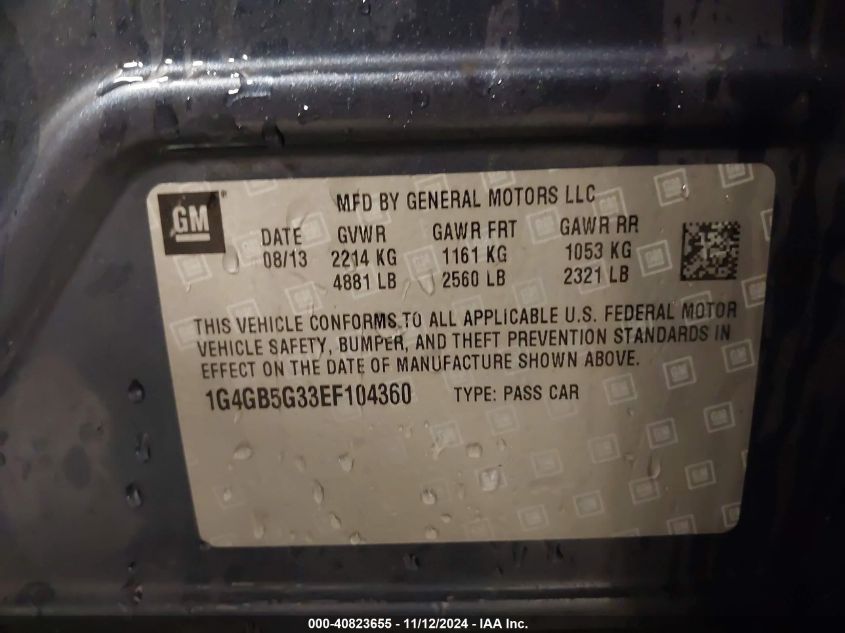 GM ® MFD BY GENERAL MOTORS LLC
DATE GVWR GAWR FRT GAWR RR
08/13 2214 KG 1161 KG 1053 KG
4881 LB 2560 LB 2321 LB
THIS VEHICLE CONFORMS TO ALL APPLICABLE U.S. FEDERAL MOTOR
VEHICLE SAFETY, BUMPER, AND THEFT PREVENTION STANDARDS IN
EFFECT ON THE DATE OF MANUFACTURE SHOWN ABOVE.
1G4GB5G33EF104360 TYPE: PASS CAR
000-40823655 - 11/12/2024 - IAA Inc.